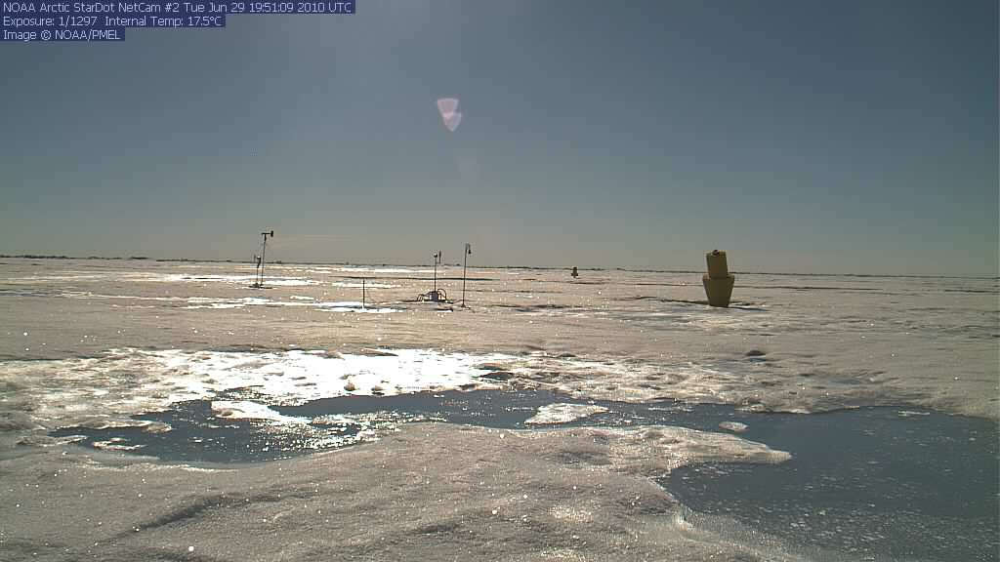 NOAA Arctic StarDot NetCam #2 Tue Jun 29 19:51:09 2010 UTC
Exposure: 1/1297 Internal Temp: 17.5°C
Image © NOAA/PMEL